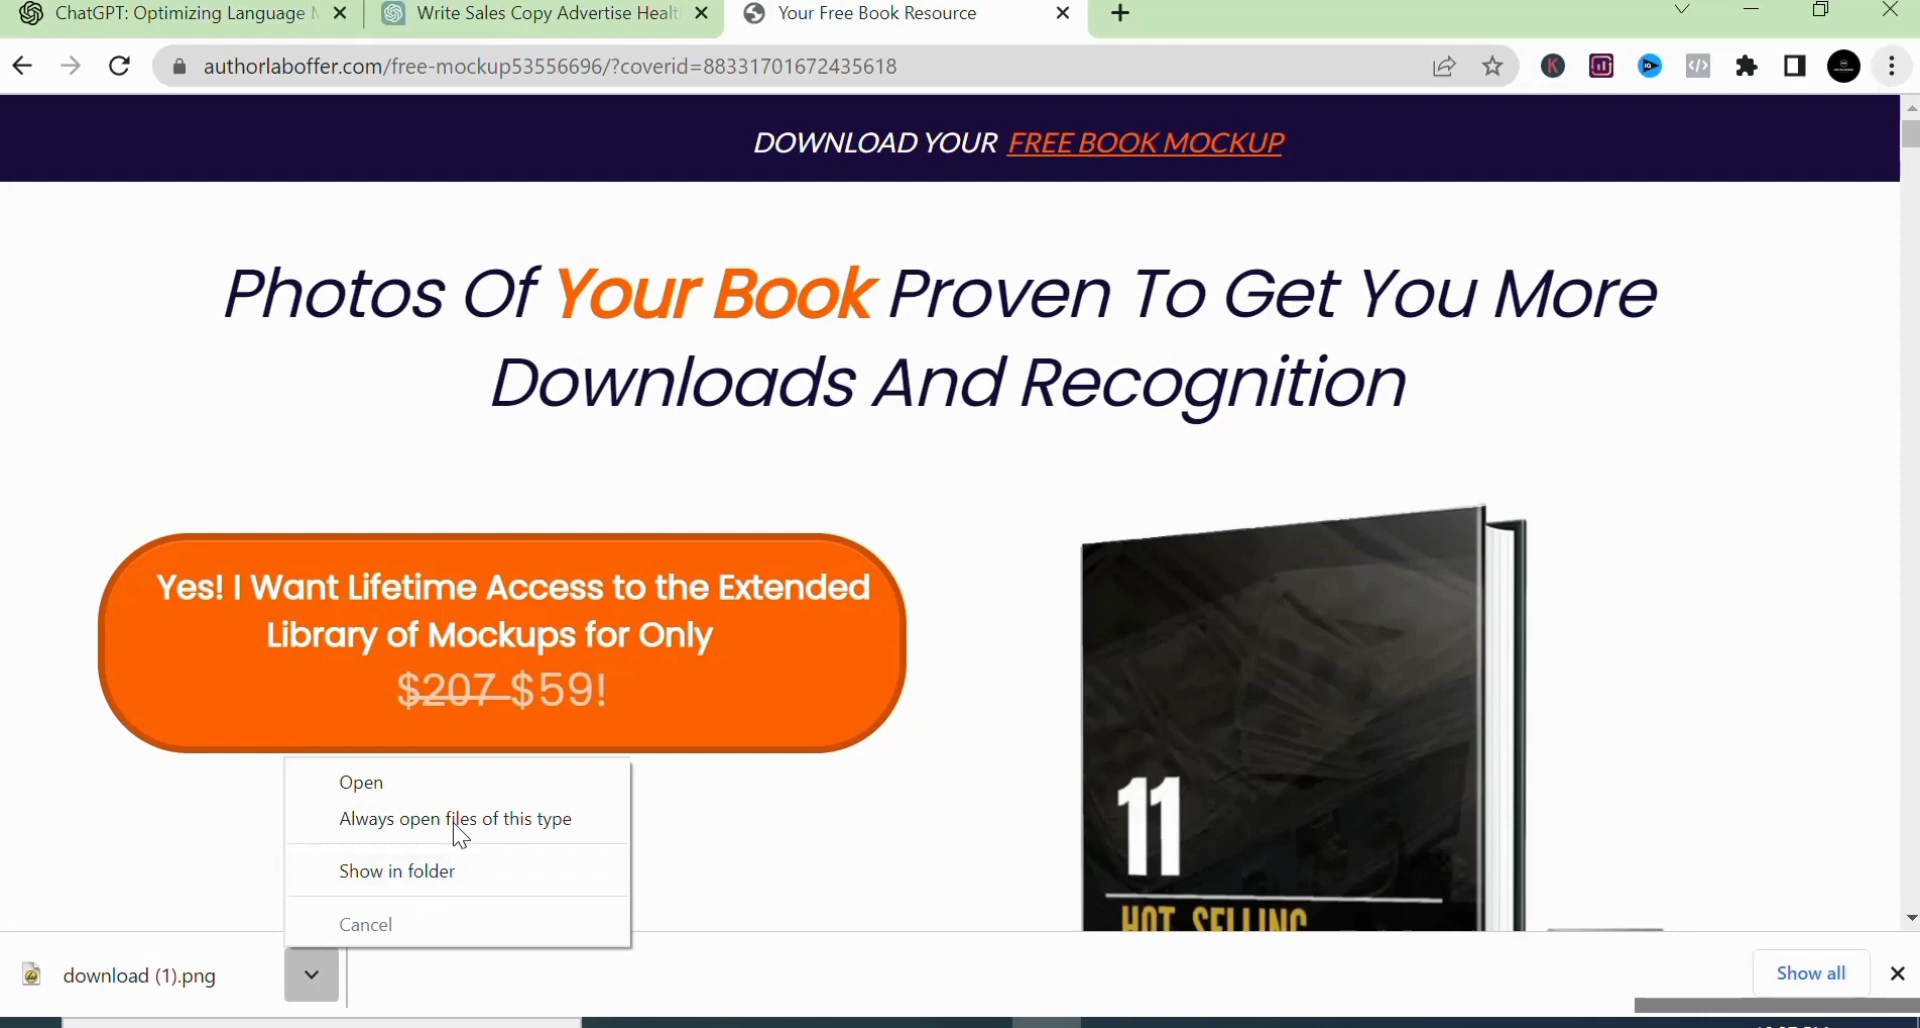 ChatGPT: Optimizing Language
Write Sales Copy Advertise Healt
Your Free Book Resource
authorlaboffer.com/free-mockup53556696/?coverid=88331701672435618
DOWNLOAD YOUR FREE BOOK MOCKUP
Photos Of Your Book Proven To Get You More
Downloads And Recognition
Yes! I Want Lifetime Access to the Extended
Library of Mockups for Only
$207 $59!
11
HOT SELLING
Open
Always open files of this type
Show in folder
Cancel
download (1).png
Show all